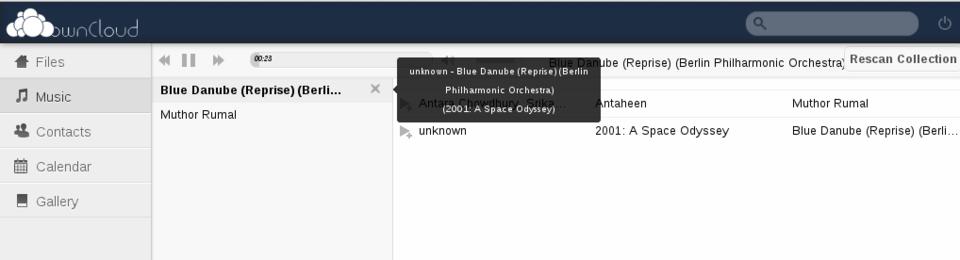 ownCloud
Files
Music
Contacts
Calendar
Gallery
00:23
Blue Danube (Reprise) (Berlin Philharmonic Orchestra)
Rescan Collection
Blue Danube (Reprise) (Berli...
Muthor Rumal
unknown - Blue Danube (Reprise) (Berlin
Philharmonic Orchestra)
(2001: A Space Odyssey)
Antara Chowdhury, Srika...
Antaheen
Muthor Rumal
unknown
2001: A Space Odyssey
Blue Danube (Reprise) (Berli...